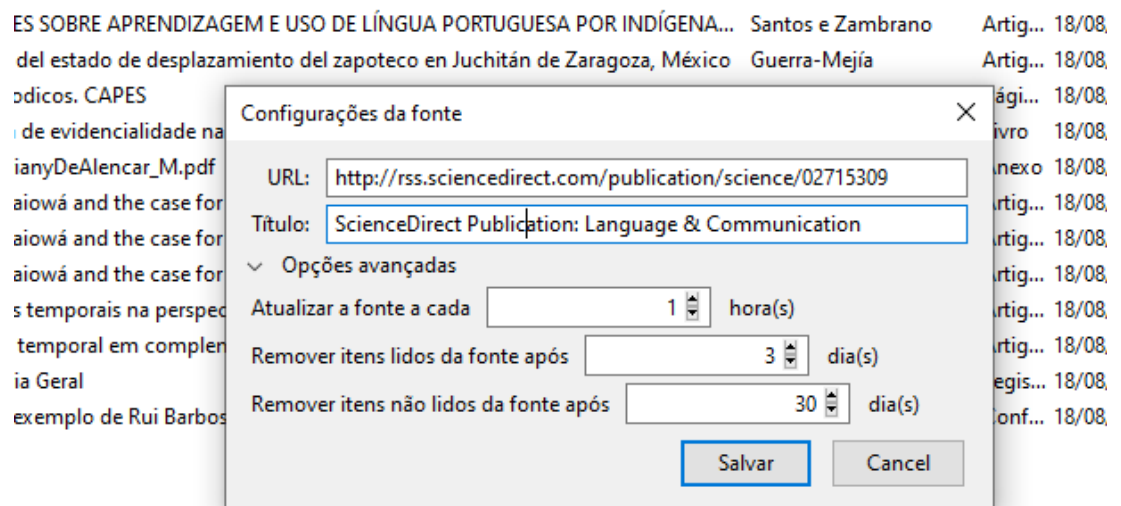 ES SOBRE APRENDIZAGEM E USO DE LÍNGUA PORTUGUESA POR INDÍGENA... Santos e Zambrano Artig... 18/08/
del estado de desplazamiento del zapoteco en Juchitán de Zaragoza, México Guerra-Mejía Artig... 18/08/
odicos. CAPES ági... 18/08/
de evidencialidade na ivro 18/08/
ianyDeAlencar_M.pdf nexo 18/08/
aiowá and the case for rtig... 18/08/
aiowá and the case for rtig... 18/08/
aiowá and the case for rtig... 18/08/
s temporais na perspec rtig... 18/08/
temporal em complen rtig... 18/08/
ia Geral egis... 18/08/
exemplo de Rui Barbos onf... 18/08/
Configurações da fonte
URL: http://rss.sciencedirect.com/publication/science/02715309
Título: ScienceDirect Publication: Language & Communication
Opções avançadas
Atualizar a fonte a cada 1 hora(s)
Remover itens lidos da fonte após 3 dia(s)
Remover itens não lidos da fonte após 30 dia(s)
Salvar Cancel